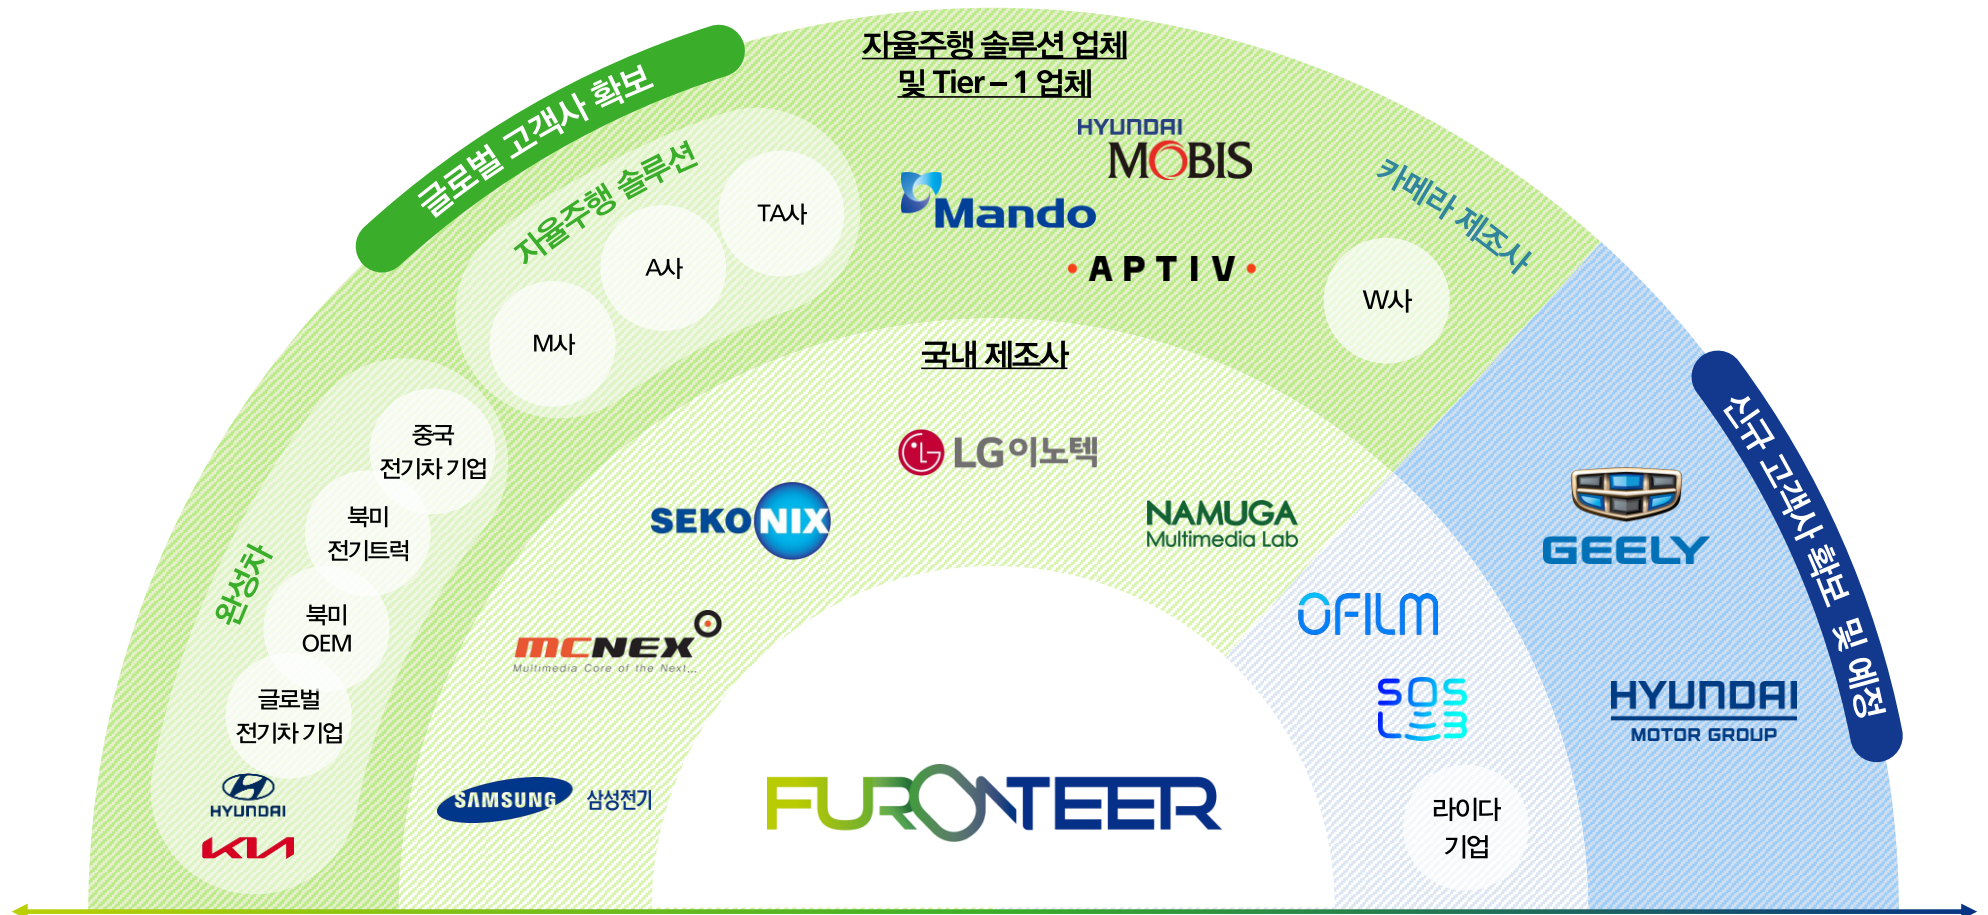 글로벌 고객사 확보
자율주행 솔루션 업체
및 Tier – 1 업체
자율주행 솔루션
TA사
A사
M사
HYUNDAI
MOBIS
Mando
APTIV
카메라 제조사
W사
완성차
중국
전기차 기업
북미
전기트럭
북미
OEM
글로벌
전기차 기업
HYUNDAI
KIA
국내 제조사
LG이노텍
SEKONIX
NAMUGA
Multimedia Lab
MCNEX
Multimedia Core of the Next...
SAMSUNG 삼성전기
FURONTEER
신규 고객사 확보 및 예정
GEELY
HYUNDAI
MOTOR GROUP
OFILM
SOS
LAB
라이다
기업